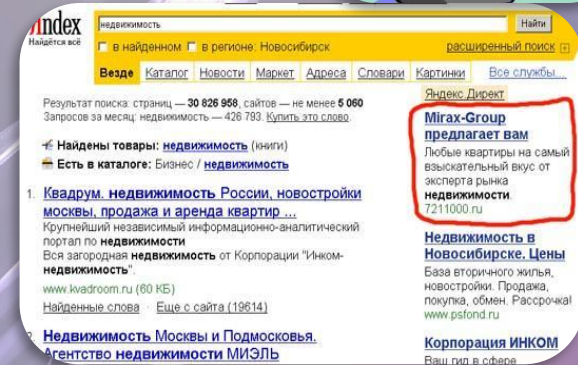 Яndex
Найдётся всё
недвижимость
Найти
в найденном в регионе: Новосибирск
расширенный поиск
Везде Каталог Новости Маркет Адреса Словари Картинки Все службы...
Результат поиска: страниц — 30 826 958, сайтов — не менее 5 060
Запросов за месяц: недвижимость — 426 793. Купить это слово.
Найдены товары: недвижимость (книги)
Есть в каталоге: Бизнес / недвижимость
1. Квадрум. недвижимость России, новостройки
москвы, продажа и аренда квартир ...
Крупнейший независимый информационно-аналитический
портал по недвижимости
Вся загородная недвижимость от Корпорации "Инком-
недвижимость".
www.kvadroom.ru (60 КБ)
Найденные слова · Еще с сайта (19614)
2. Недвижимость Москвы и Подмосковья.
Агентство недвижимости МИЭЛЬ
Яндекс Директ
Mirax-Group
предлагает вам
Любые квартиры на самый
взыскательный вкус от
эксперта рынка
недвижимости.
7211000.ru
Недвижимость в
Новосибирске. Цены
База вторичного жилья,
новостройки. Продажа,
покупка, обмен. Рассрочка!
www.psfond.ru
Корпорация ИНКОМ
Ваш гид в сфере